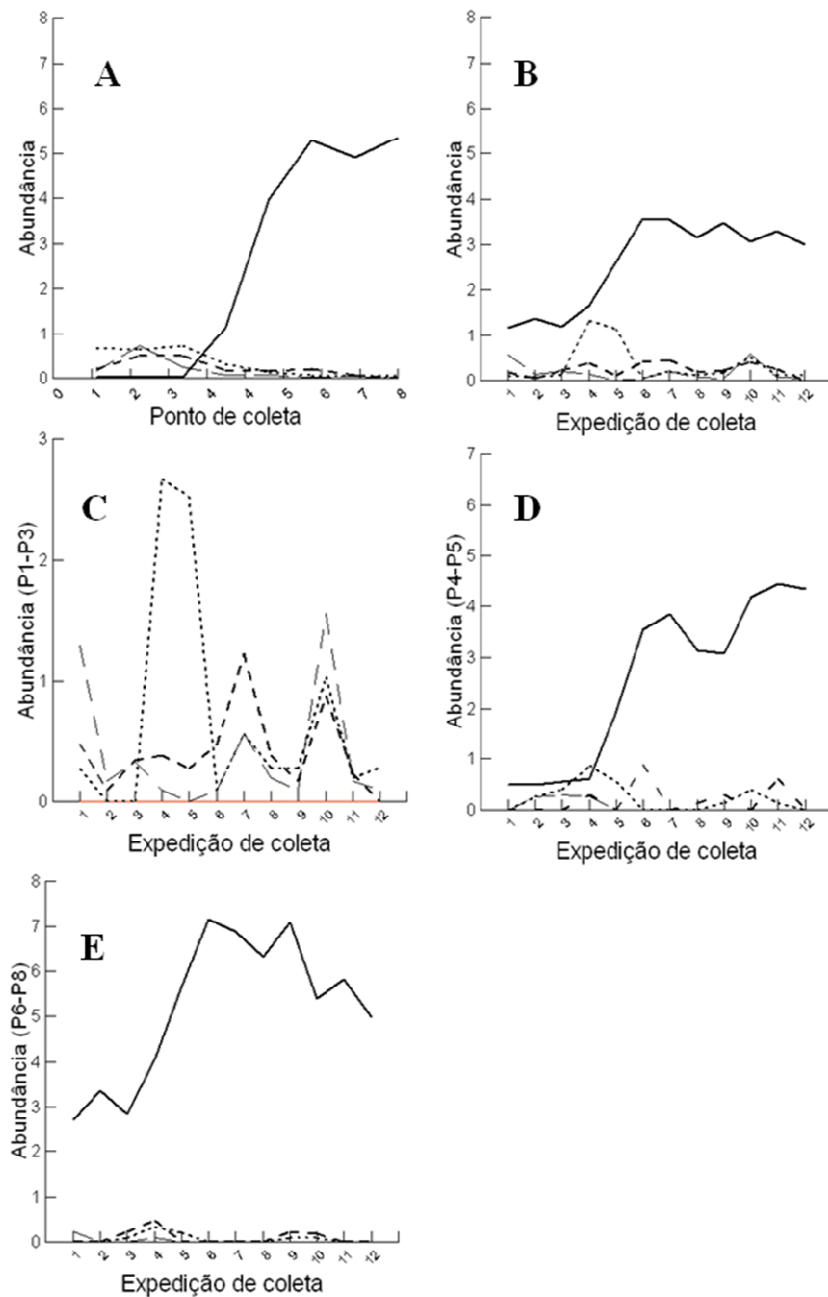 A
Abundância
8
7
6
5
4
3
2
1
0
0 1 2 3 4 5 6 7 8
Ponto de coleta
B
Abundância
8
7
6
5
4
3
2
1
0
1 2 3 4 5 6 7 8 9 10 11 12
Expedição de coleta
C
Abundância (P1-P3)
3
2
1
0
1 2 3 4 5 6 7 8 9 10 11 12
Expedição de coleta
D
Abundância (P4-P5)
7
6
5
4
3
2
1
0
1 2 3 4 5 6 7 8 9 10 11 12
Expedição de coleta
E
Abundância (P6-P8)
8
7
6
5
4
3
2
1
0
1 2 3 4 5 6 7 8 9 10 11 12
Expedição de coleta